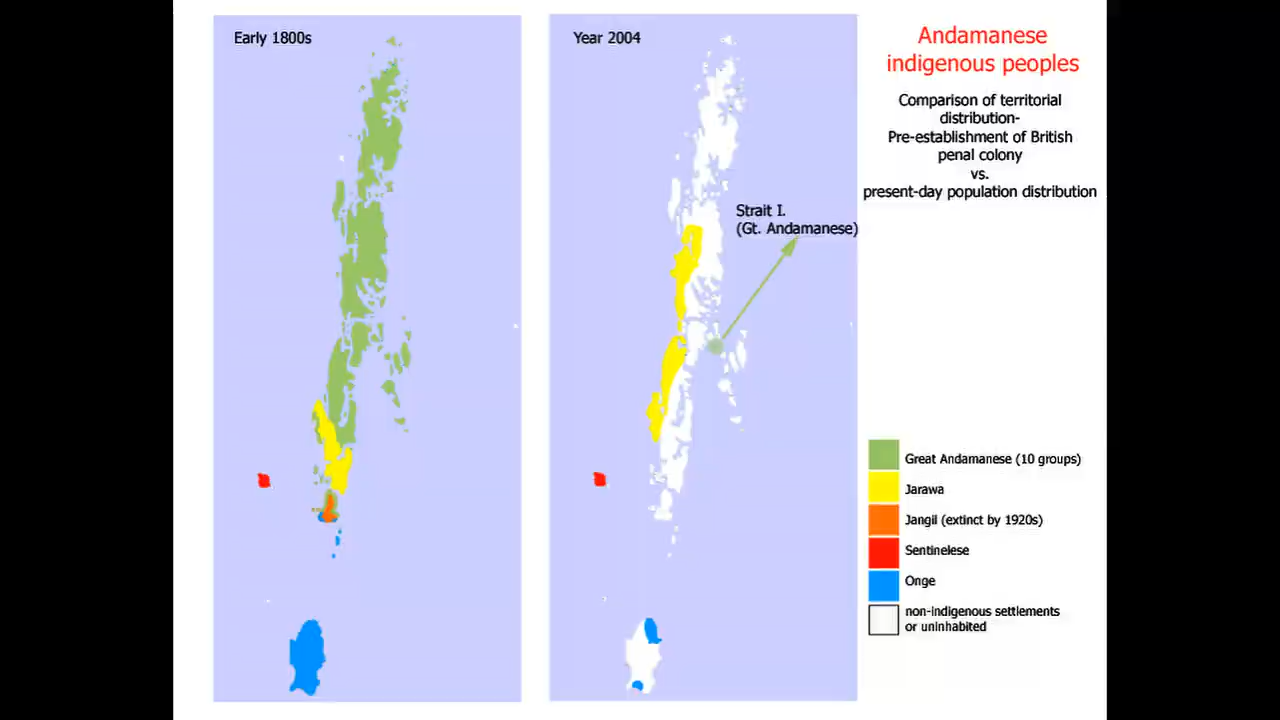 Early 1800s
Year 2004
Strait I.
(Gt. Andamanese)
Andamanese
indigenous peoples
Comparison of territorial
distribution-
Pre-establishment of British
penal colony
vs.
present-day population distribution
Great Andamanese (10 groups)
Jarawa
Jangil (extinct by 1920s)
Sentinelese
Onge
non-indigenous settlements
or uninhabited